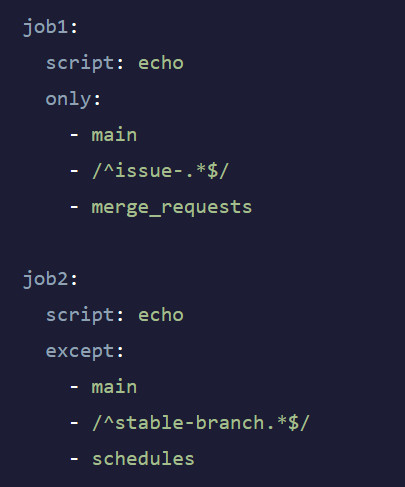 job1:
  script: echo
  only:
    - main
    - /^issue-.*$/
    - merge_requests

job2:
  script: echo
  except:
    - main
    - /^stable-branch.*$/
    - schedules